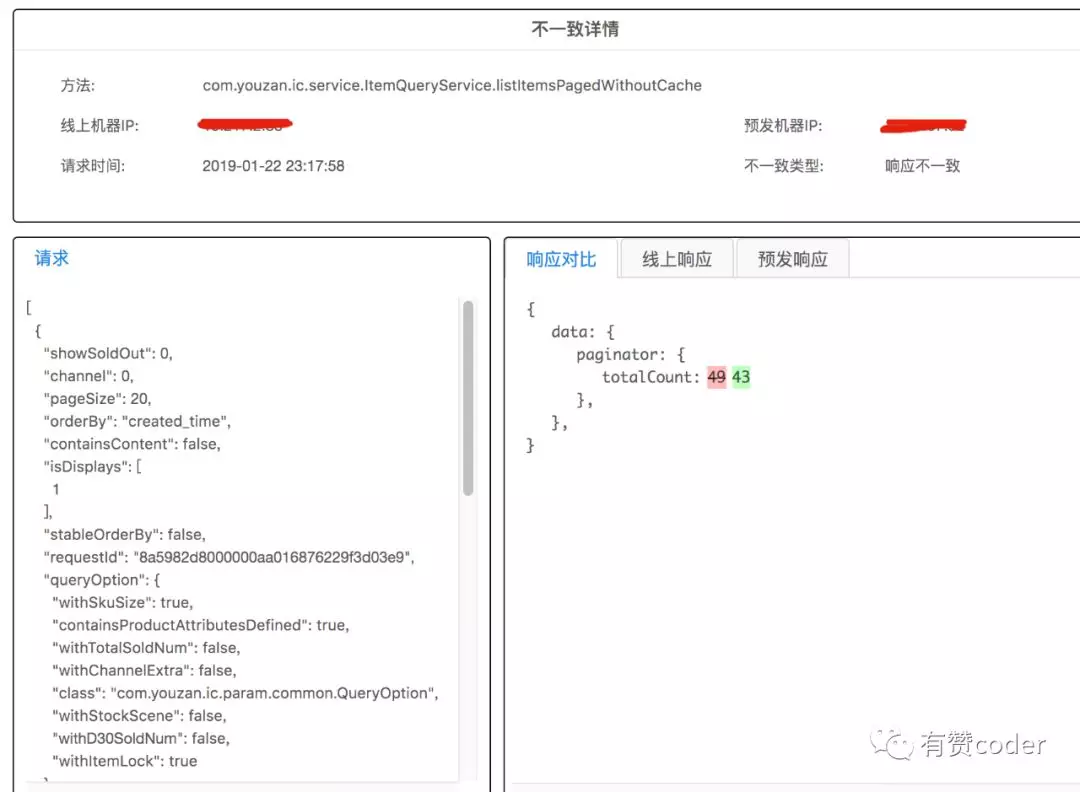 不一致详情
方法: com.youzan.ic.service.ItemQueryService.listItemsPagedWithoutCache
线上机器IP: 预发机器IP:
请求时间: 2019-01-22 23:17:58 不一致类型: 响应不一致
请求
[
{
"showSoldOut": 0,
"channel": 0,
"pageSize": 20,
"orderBy": "created_time",
"containsContent": false,
"isDisplays": [
1
],
"stableOrderBy": false,
"requestId": "8a5982d8000000aa016876229f3d03e9",
"queryOption": {
"withSkuSize": true,
"containsProductAttributesDefined": true,
"withTotalSoldNum": false,
"withChannelExtra": false,
"class": "com.youzan.ic.param.common.QueryOption",
"withStockScene": false,
"withD30SoldNum": false,
"withItemLock": true
响应对比 线上响应 预发响应
{
data: {
paginator: {
totalCount: 49 43
},
},
}
有赞coder